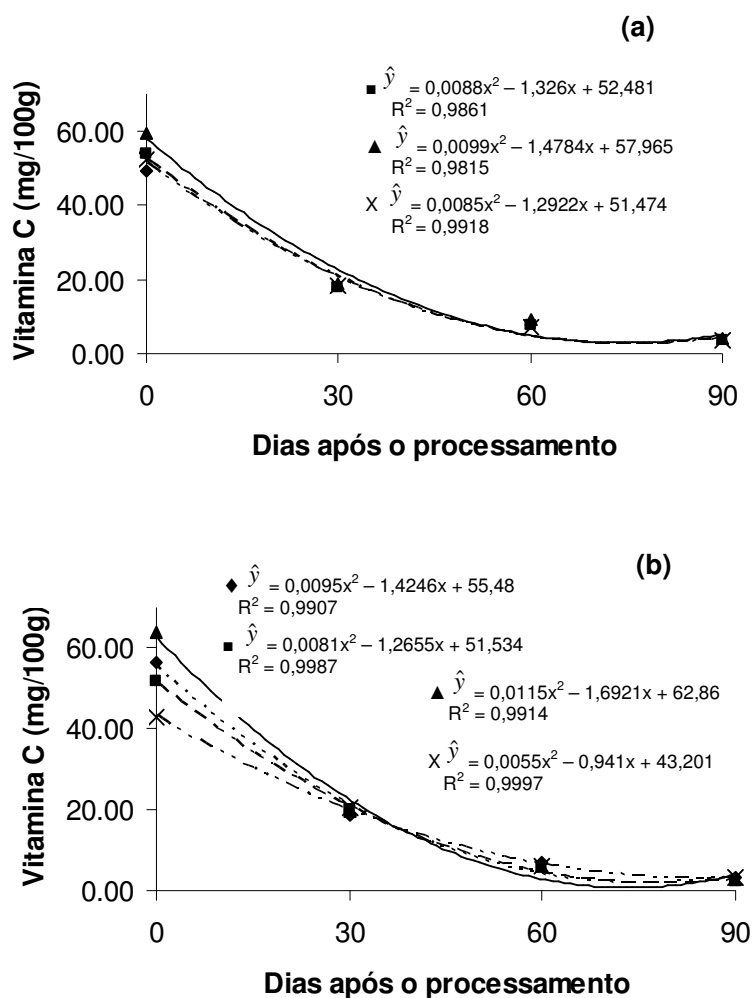 (a)
■ ŷ = 0,0088x² – 1,326x + 52,481
R² = 0,9861
▲ ŷ = 0,0099x² – 1,4784x + 57,965
R² = 0,9815
X ŷ = 0,0085x² – 1,2922x + 51,474
R² = 0,9918
Vitamina C (mg/100g)
60.00
40.00
20.00
0.00
0 30 60 90
Dias após o processamento
(b)
◆ ŷ = 0,0095x² – 1,4246x + 55,48
R² = 0,9907
■ ŷ = 0,0081x² – 1,2655x + 51,534
R² = 0,9987
▲ ŷ = 0,0115x² – 1,6921x + 62,86
R² = 0,9914
X ŷ = 0,0055x² – 0,941x + 43,201
R² = 0,9997
Vitamina C (mg/100g)
60.00
40.00
20.00
0.00
0 30 60 90
Dias após o processamento